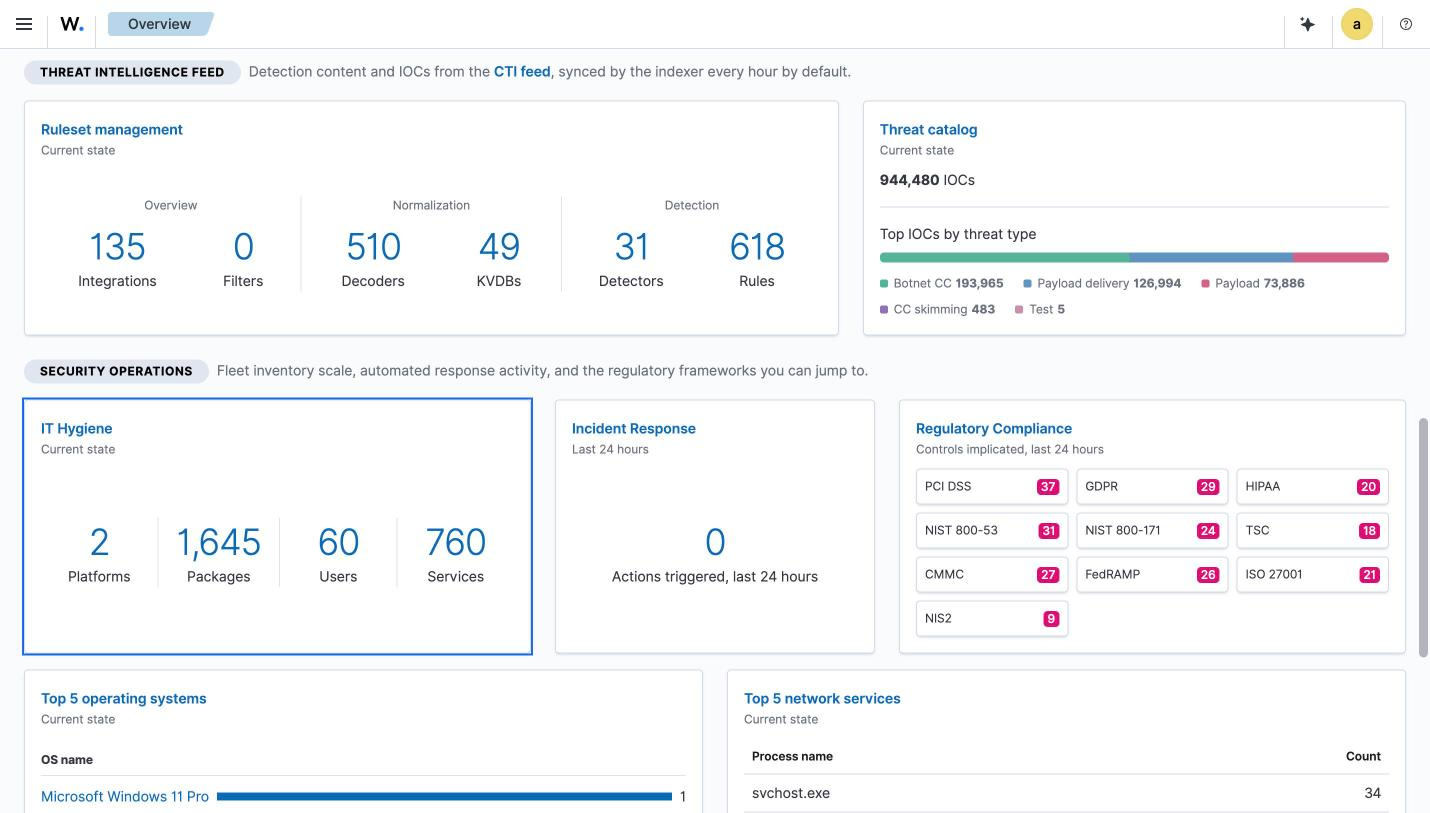 W.
Overview
a
THREAT INTELLIGENCE FEED
Detection content and IOCs from the CTI feed, synced by the indexer every hour by default.
Ruleset management
Current state
Overview
135
Integrations
0
Filters
Normalization
510
Decoders
49
KVDBs
Detection
31
Detectors
618
Rules
Threat catalog
Current state
944,480 IOCs
Top IOCs by threat type
Botnet CC 193,965
Payload delivery 126,994
Payload 73,886
CC skimming 483
Test 5
SECURITY OPERATIONS
Fleet inventory scale, automated response activity, and the regulatory frameworks you can jump to.
IT Hygiene
Current state
2
Platforms
1,645
Packages
60
Users
760
Services
Incident Response
Last 24 hours
0
Actions triggered, last 24 hours
Regulatory Compliance
Controls implicated, last 24 hours
PCI DSS 37
GDPR 29
HIPAA 20
NIST 800-53 31
NIST 800-171 24
TSC 18
CMMC 27
FedRAMP 26
ISO 27001 21
NIS2 9
Top 5 operating systems
Current state
OS name
Microsoft Windows 11 Pro 1
Top 5 network services
Current state
Process name Count
svchost.exe 34